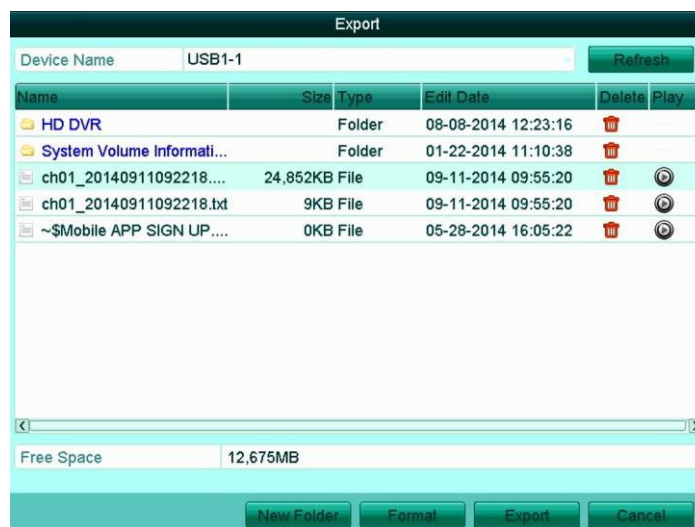 Export
Device Name USB1-1 Refresh
Name Size Type Edit Date Delete Play
HD DVR Folder 08-08-2014 12:23:16
System Volume Informati... Folder 01-22-2014 11:10:38
ch01_20140911092218.... 24,852KB File 09-11-2014 09:55:20
ch01_20140911092218.txt 9KB File 09-11-2014 09:55:20
~$Mobile APP SIGN UP.... 0KB File 05-28-2014 16:05:22
Free Space 12,675MB
New Folder Format Export Cancel